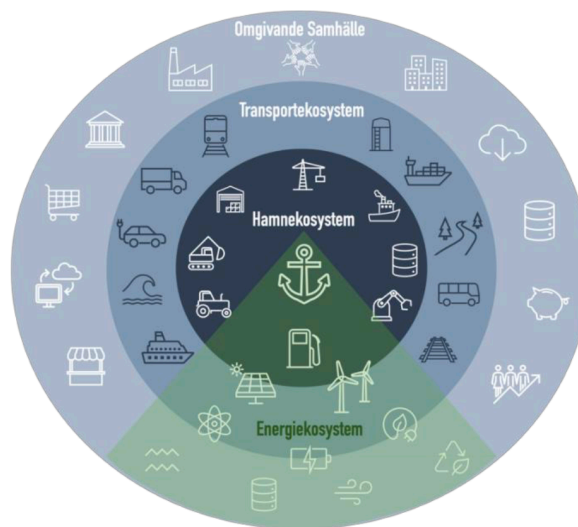 Omgivande Samhälle
Transportekosystem
Hamnekosystem
Energiekosystem